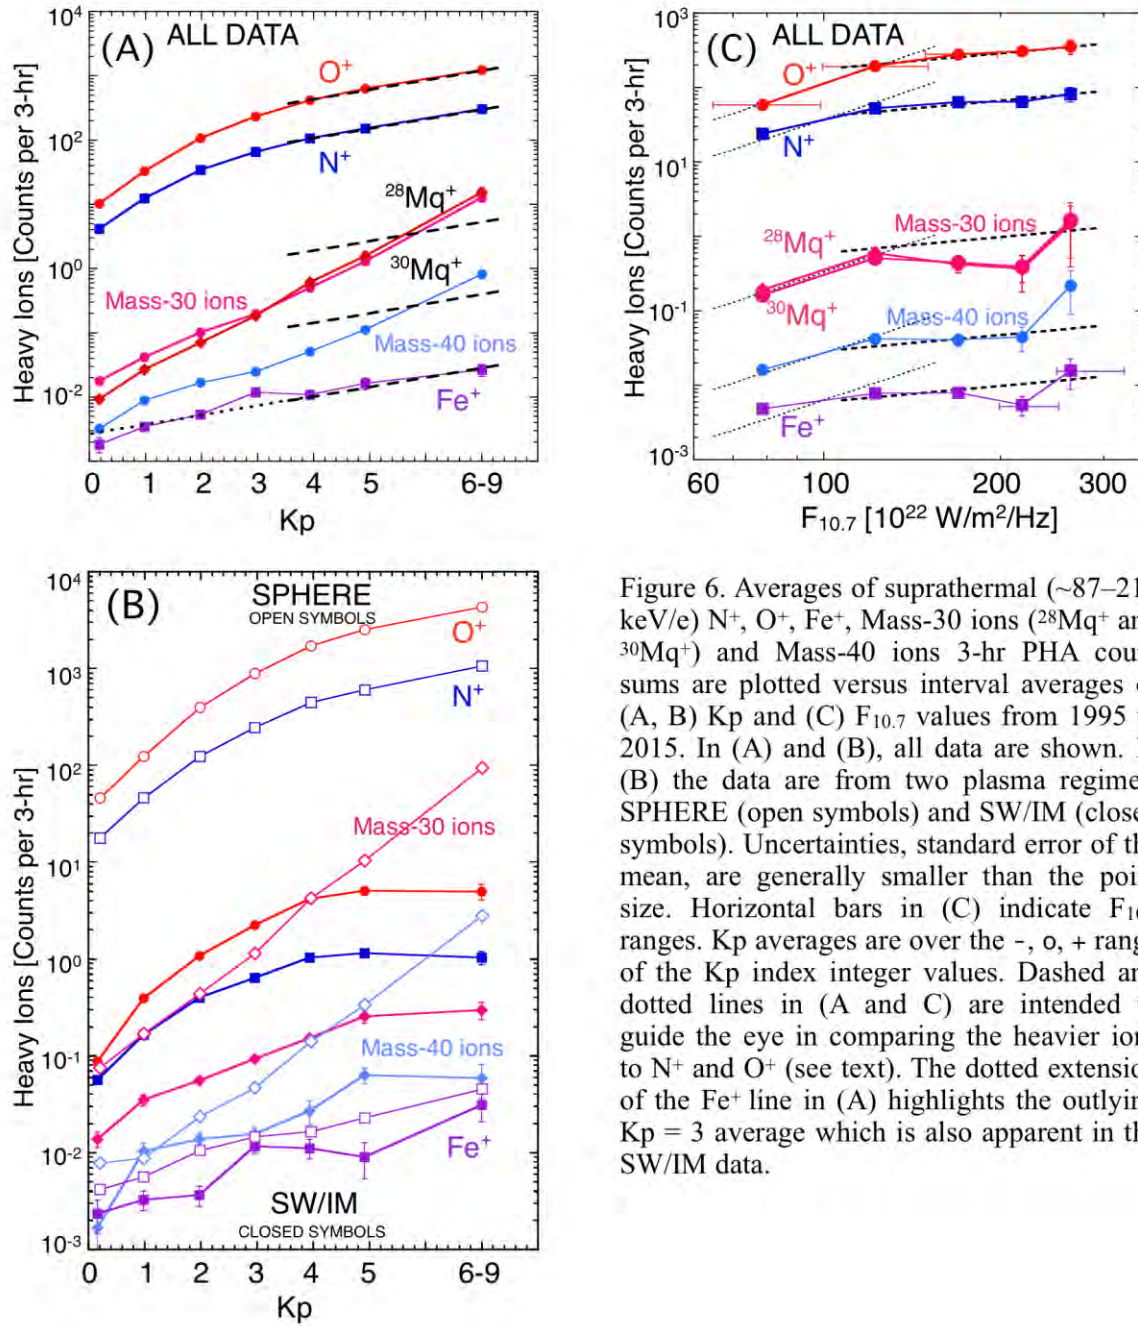 (A) ALL DATA
Heavy Ions [Counts per 3-hr]
10⁴
10²
10⁰
10⁻²
O⁺
N⁺
²⁸Mq⁺
³⁰Mq⁺
Mass-30 ions
Mass-40 ions
Fe⁺
0 1 2 3 4 5 6-9
Kp
(C) ALL DATA
Heavy Ions [Counts per 3-hr]
10³
10¹
10⁻¹
10⁻³
O⁺
N⁺
Mass-30 ions
²⁸Mq⁺
³⁰Mq⁺
Mass-40 ions
Fe⁺
60 100 200 300
F₁₀.₇ [10²² W/m²/Hz]
(B) SPHERE
OPEN SYMBOLS
Heavy Ions [Counts per 3-hr]
10⁴
10³
10²
10¹
10⁰
10⁻¹
10⁻²
10⁻³
O⁺
N⁺
Mass-30 ions
Mass-40 ions
Fe⁺
SW/IM
CLOSED SYMBOLS
0 1 2 3 4 5 6-9
Kp
Figure 6. Averages of suprathermal (~87–21
keV/e) N⁺, O⁺, Fe⁺, Mass-30 ions (²⁸Mq⁺ an
³⁰Mq⁺) and Mass-40 ions 3-hr PHA coun
sums are plotted versus interval averages o
(A, B) Kp and (C) F₁₀.₇ values from 1995
2015. In (A) and (B), all data are shown.
(B) the data are from two plasma regime
SPHERE (open symbols) and SW/IM (close
symbols). Uncertainties, standard error of th
mean, are generally smaller than the poin
size. Horizontal bars in (C) indicate F₁₀
ranges. Kp averages are over the -, o, + rang
of the Kp index integer values. Dashed an
dotted lines in (A and C) are intended
guide the eye in comparing the heavier ion
to N⁺ and O⁺ (see text). The dotted extension
of the Fe⁺ line in (A) highlights the outlyin
Kp = 3 average which is also apparent in th
SW/IM data.